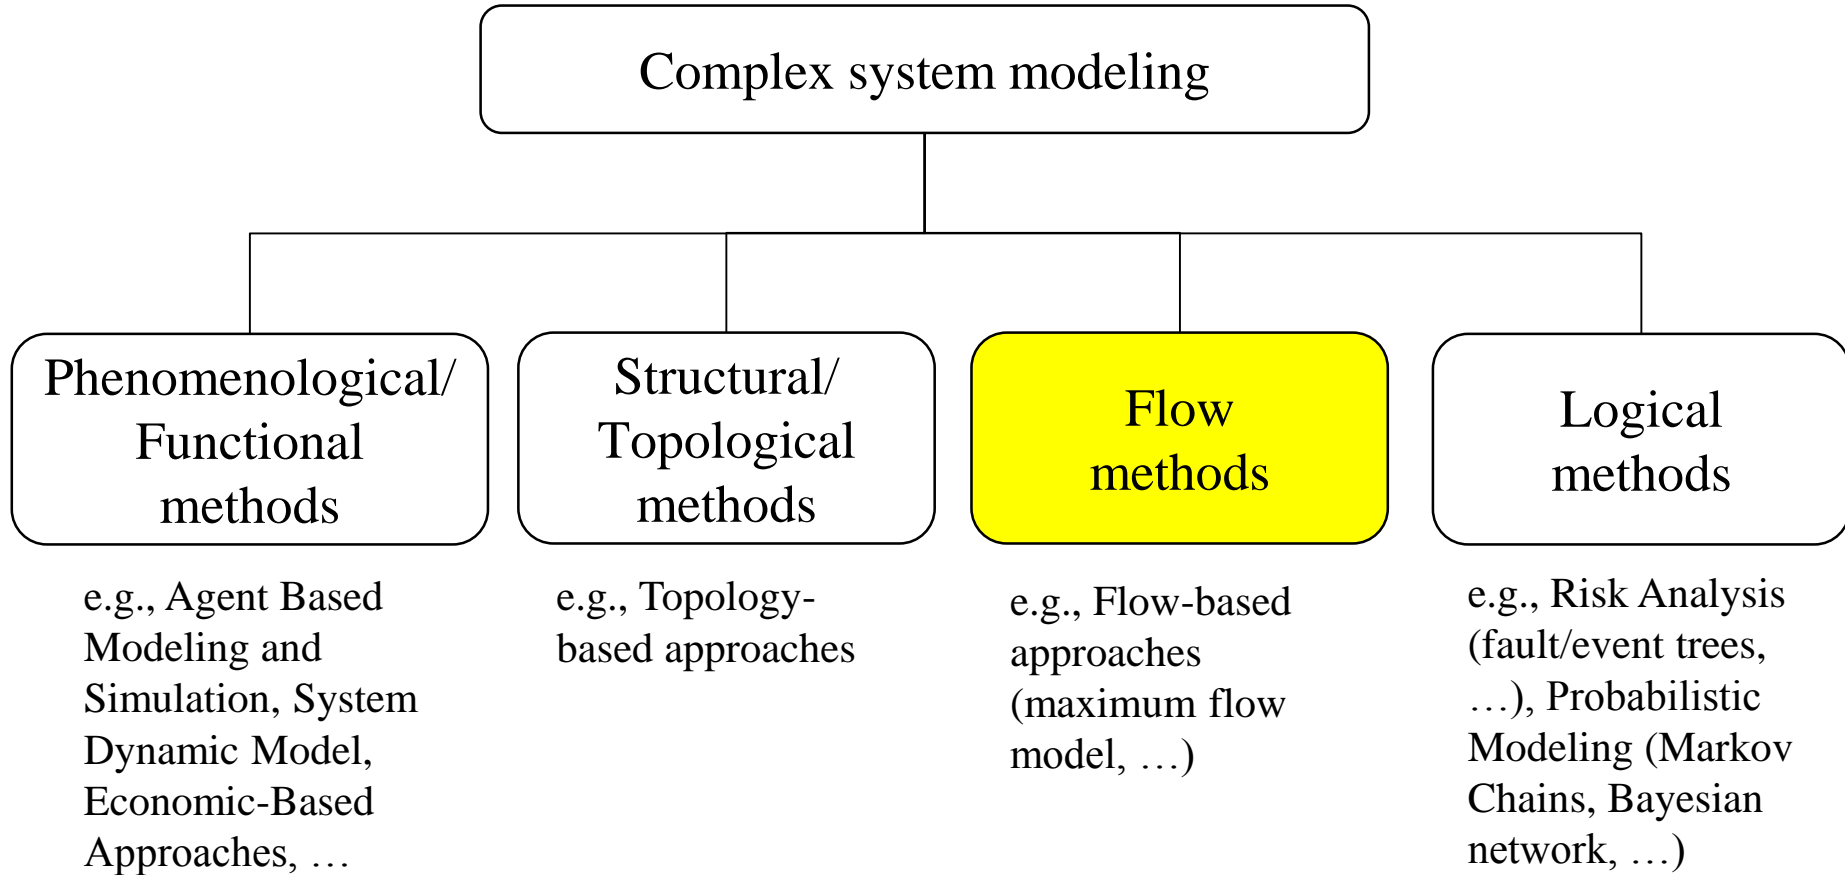 Complex system modeling
Phenomenological/
Functional
methods
Structural/
Topological
methods
Flow
methods
Logical
methods
e.g., Agent Based
Modeling and
Simulation, System
Dynamic Model,
Economic-Based
Approaches, …
e.g., Topology-
based approaches
e.g., Flow-based
approaches
(maximum flow
model, …)
e.g., Risk Analysis
(fault/event trees,
…), Probabilistic
Modeling (Markov
Chains, Bayesian
network, …)